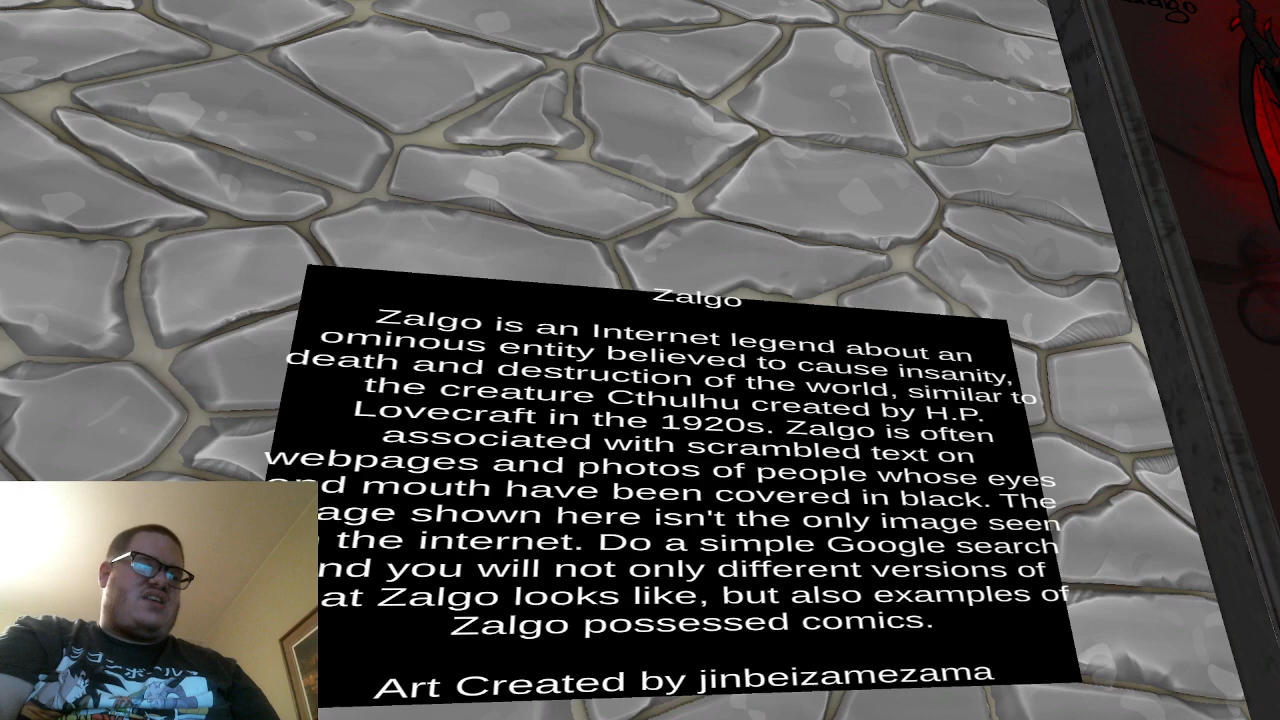 Zalgo
Zalgo is an Internet legend about an
ominous entity believed to cause insanity,
death and destruction of the world, similar to
the creature Cthulhu created by H.P.
Lovecraft in the 1920s. Zalgo is often
associated with scrambled text on
webpages and photos of people whose eyes
and mouth have been covered in black. The
age shown here isn't the only image seen
the internet. Do a simple Google search
nd you will not only different versions of
at Zalgo looks like, but also examples of
Zalgo possessed comics.
Art Created by jinbeizamezama